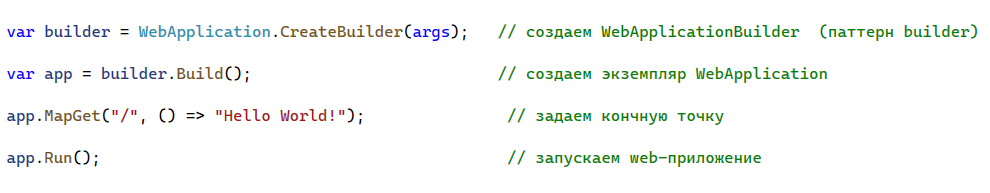 var builder = WebApplication.CreateBuilder(args);   // создаем WebApplicationBuilder  (паттерн builder)
var app = builder.Build();                          // создаем экземпляр WebApplication
app.MapGet("/", () => "Hello World!");               // задаем кончную точку
app.Run();                                           // запускаем web-приложение